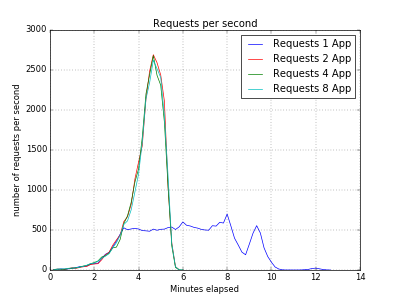 Requests per second
3000
2500
2000
1500
1000
500
0
number of requests per second
Requests 1 App
Requests 2 App
Requests 4 App
Requests 8 App
0 2 4 6 8 10 12 14
Minutes elapsed